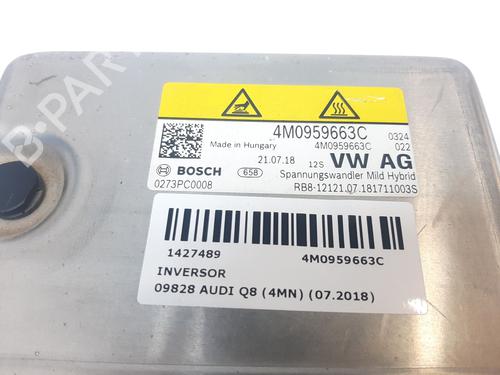 4M0959663C 0324
Made in Hungary 4M0959663C 022
21.07.18 12S VW AG
BOSCH 658 Spannungswandler Mild Hybrid
0273PC0008 RB8-12121.07.181711003S
1427489 4M0959663C
INVERSOR
09828 AUDI Q8 (4MN) (07.2018)
B-PARTS